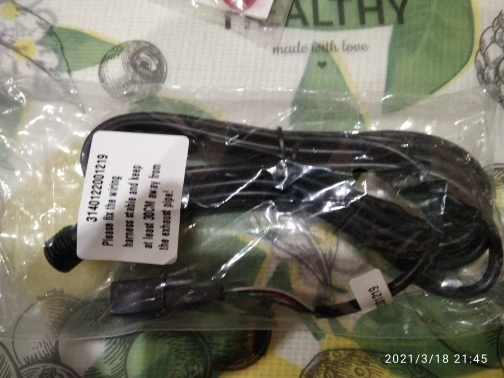 HEALTHY
made with love
3140122001219
Please fix the wiring
harness stable and keep
at least 30CM away from
the exhaust pipe!
2021/3/18 21:45